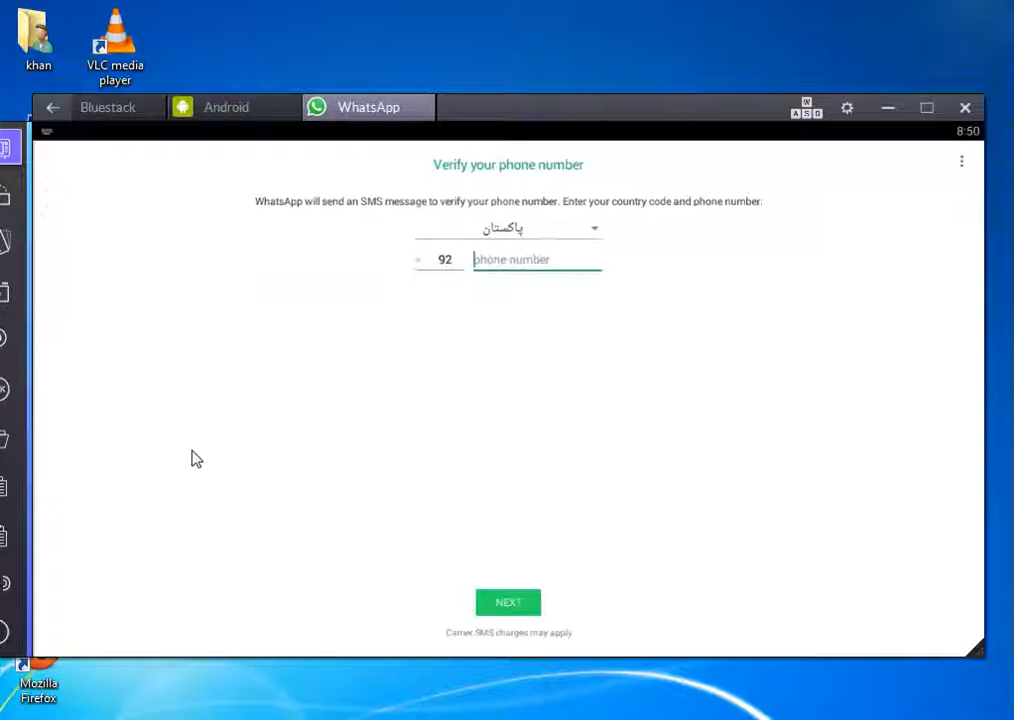 khan
VLC media
player
Bluestack
Android
WhatsApp
W
A S D
8:50
Verify your phone number
WhatsApp will send an SMS message to verify your phone number. Enter your country code and phone number:
پاکستان
+ 92 phone number
NEXT
Carrier SMS charges may apply
Mozilla
Firefox